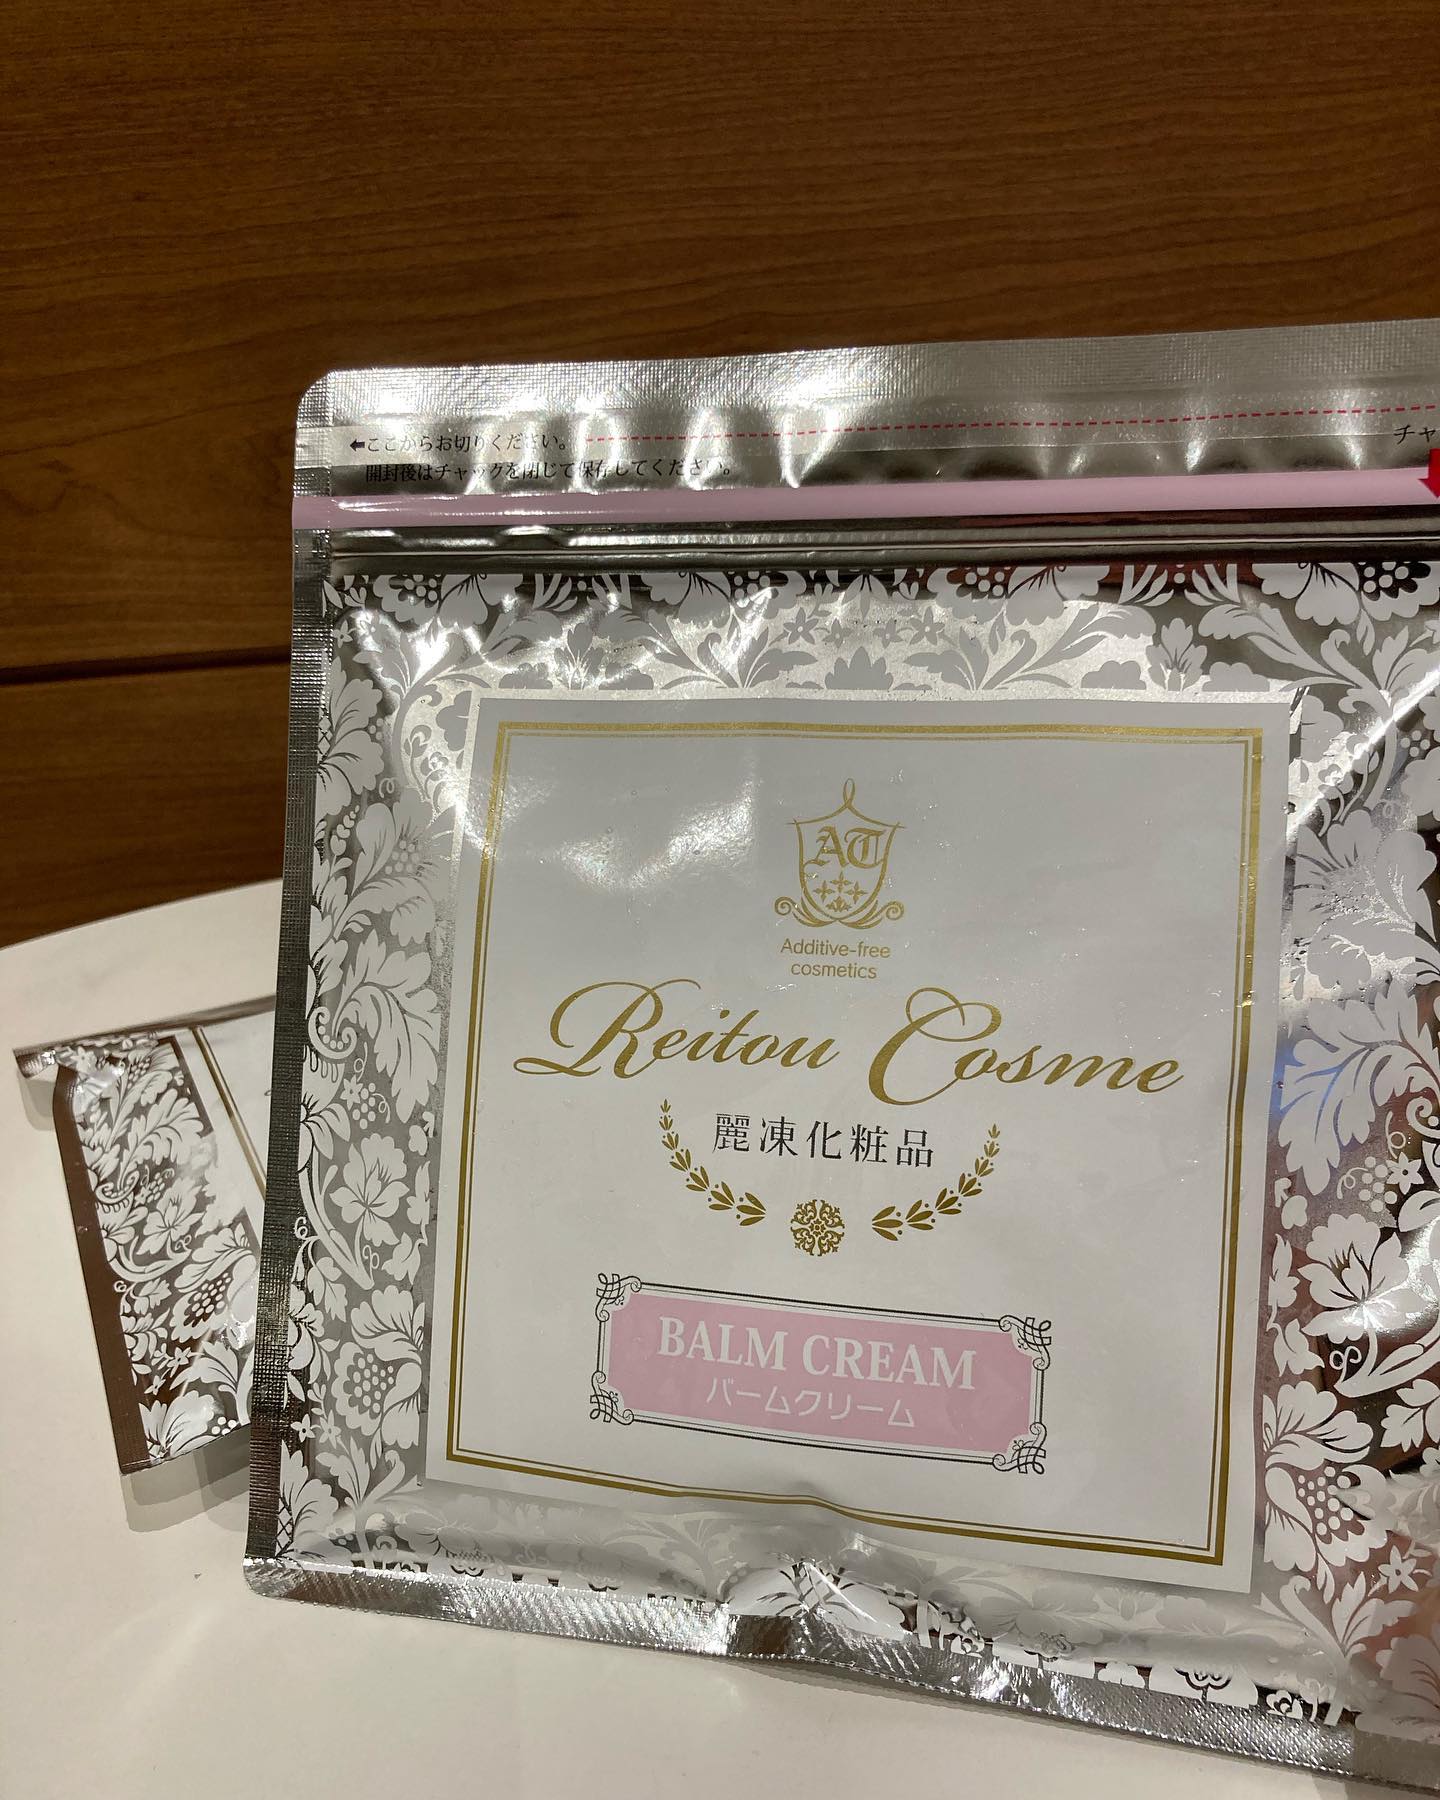 ⬅ここからお切りください。
開封後はチャックを閉じて保存してください。
チャ
AT
Additive-free
cosmetics
Reitou Cosme
麗凍化粧品
BALM CREAM
バームクリーム